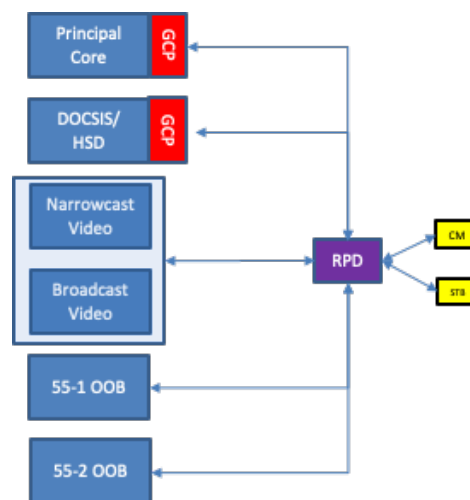 Principal
Core
GCP
DOCSIS/
HSD
GCP
Narrowcast
Video
Broadcast
Video
RPD
CM
STB
55-1 OOB
55-2 OOB